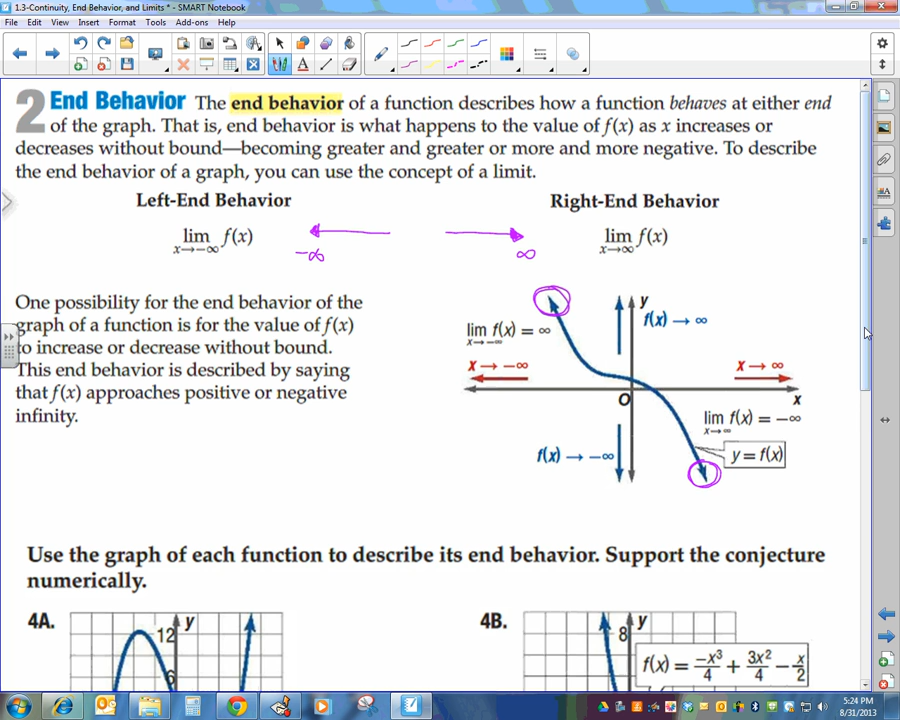 1.3-Continuity, End Behavior, and Limits * - SMART Notebook
File Edit View Insert Format Tools Add-ons Help
2 End Behavior The end behavior of a function describes how a function behaves at either end
of the graph. That is, end behavior is what happens to the value of f(x) as x increases or
decreases without bound—becoming greater and greater or more and more negative. To describe
the end behavior of a graph, you can use the concept of a limit.
Left-End Behavior Right-End Behavior
lim f(x) lim f(x)
x→−∞ −∞ ∞ x→∞
One possibility for the end behavior of the
graph of a function is for the value of f(x)
to increase or decrease without bound.
This end behavior is described by saying
that f(x) approaches positive or negative
infinity.
y
f(x) → ∞
lim f(x) = ∞
x→−∞
x → −∞ x → ∞
O x
lim f(x) = −∞
x→∞
f(x) → −∞ y = f(x)
Use the graph of each function to describe its end behavior. Support the conjecture
numerically.
4A. 4B.
12 y
6
8 y
f(x) = −x³/4 + 3x²/4 − x/2
5:24 PM
8/31/2013